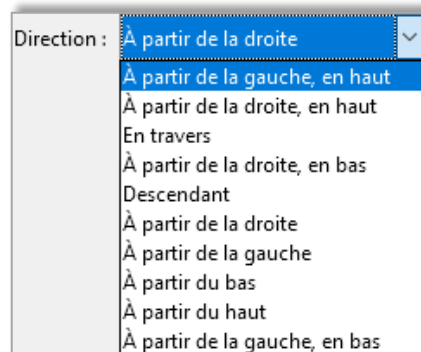 Direction : À partir de la droite
À partir de la gauche, en haut
À partir de la droite, en haut
En travers
À partir de la droite, en bas
Descendant
À partir de la droite
À partir de la gauche
À partir du bas
À partir du haut
À partir de la gauche, en bas